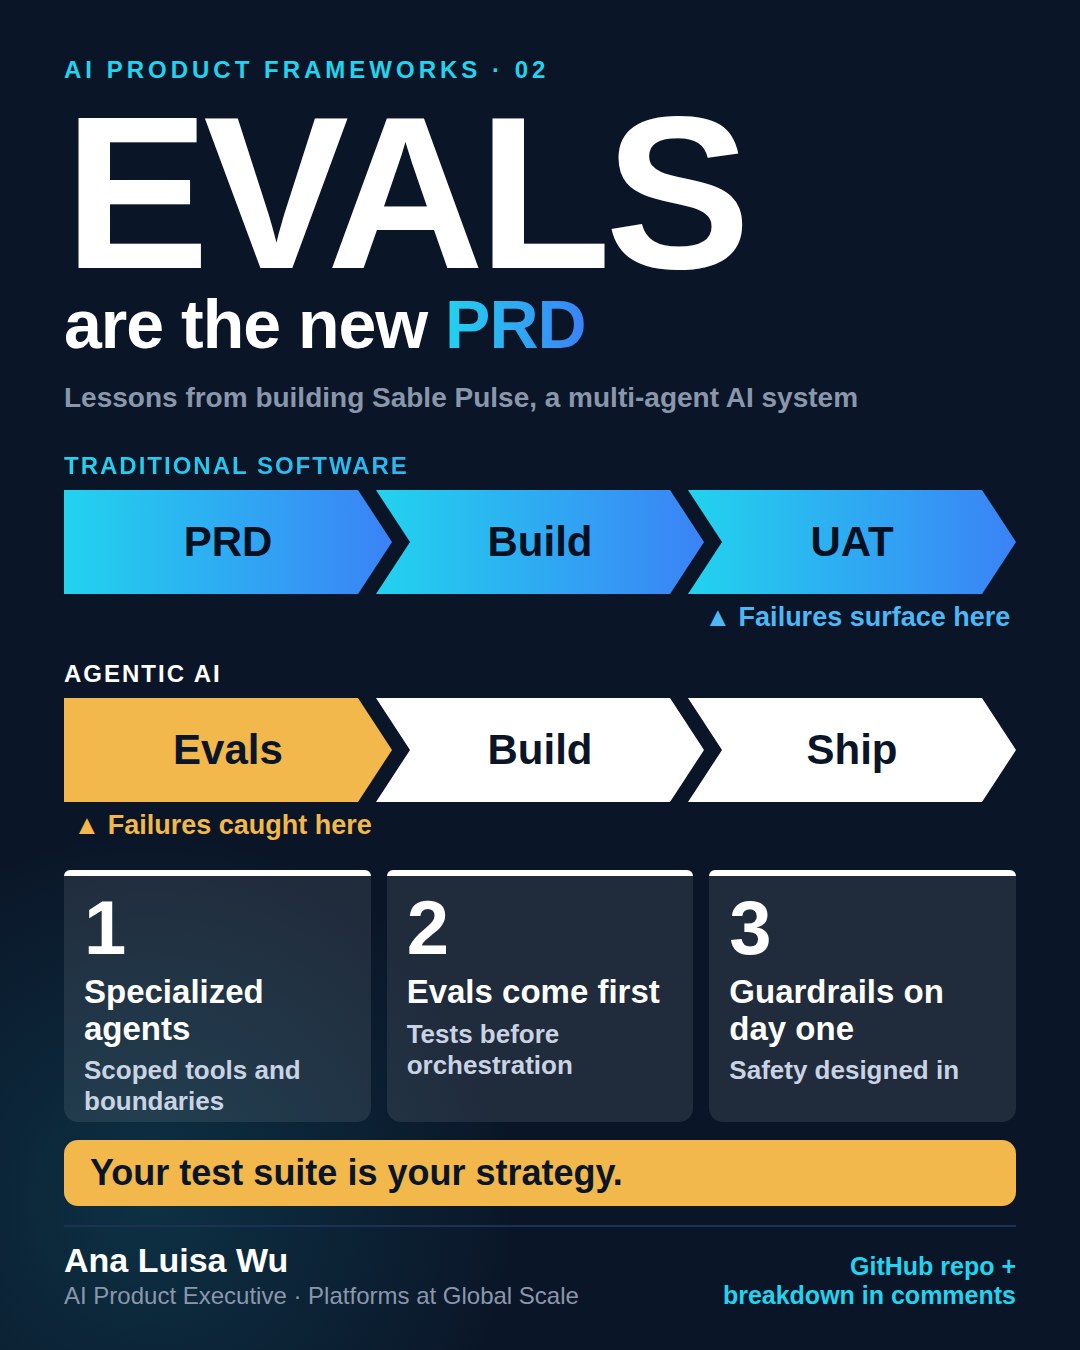 AI PRODUCT FRAMEWORKS · 02
EVALS
are the new PRD
Lessons from building Sable Pulse, a multi-agent AI system
TRADITIONAL SOFTWARE
PRD
Build
UAT
▲ Failures surface here
AGENTIC AI
Evals
Build
Ship
▲ Failures caught here
1
Specialized
agents
Scoped tools and
boundaries
2
Evals come first
Tests before
orchestration
3
Guardrails on
day one
Safety designed in
Your test suite is your strategy.
Ana Luisa Wu
AI Product Executive · Platforms at Global Scale
GitHub repo +
breakdown in comments